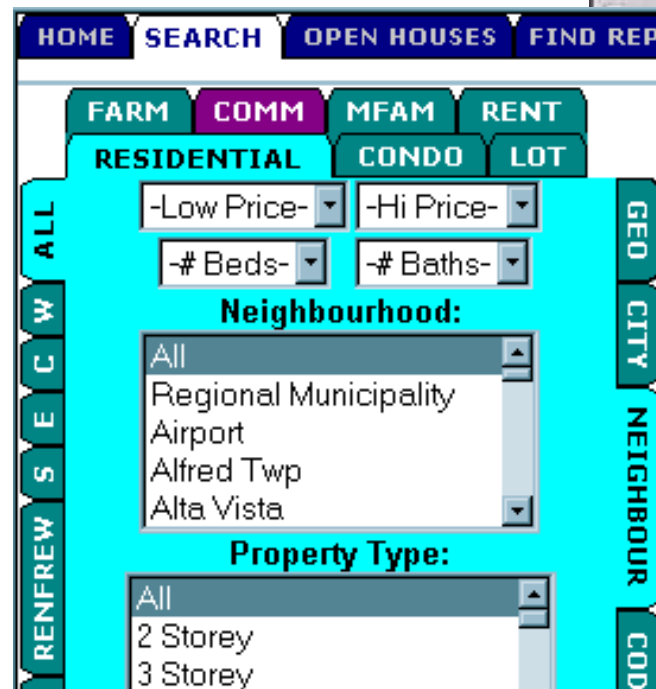 HOME SEARCH OPEN HOUSES FIND REP
FARM COMM MFAM RENT
RESIDENTIAL CONDO LOT
-Low Price- -Hi Price-
-# Beds- -# Baths-
Neighbourhood:
All
Regional Municipality
Airport
Alfred Twp
Alta Vista
Property Type:
All
2 Storey
3 Storey
ALL
W
C
E
S
RENFREW
GEO
CITY
NEIGHBOUR
COD